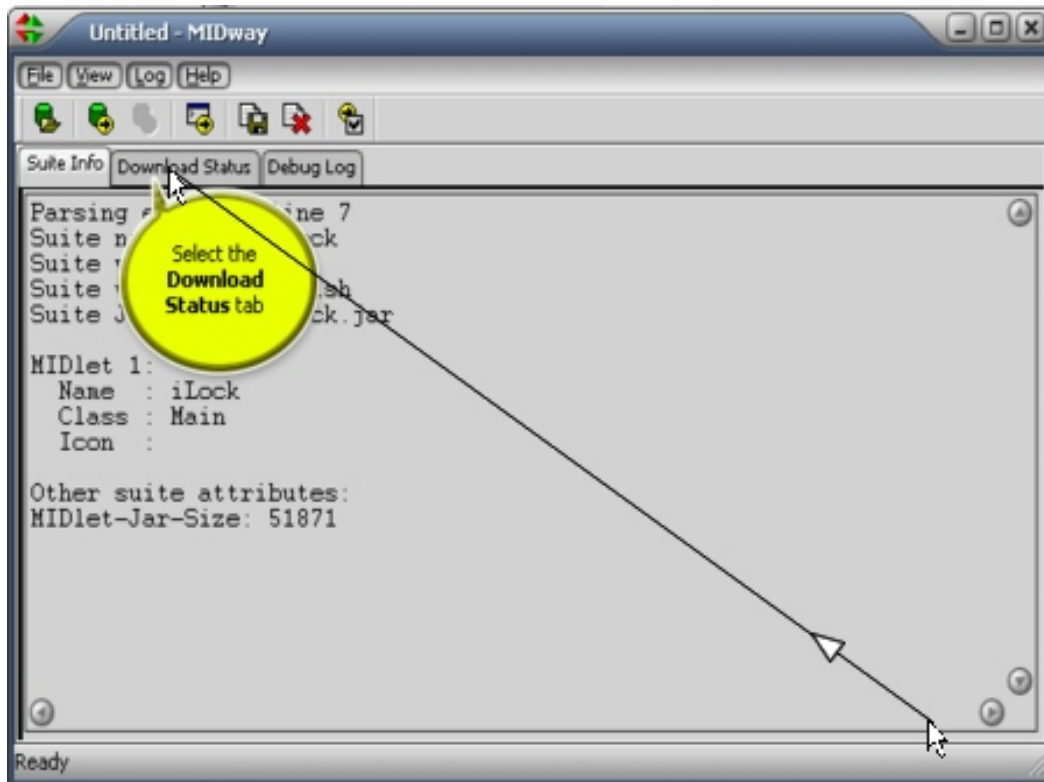 Untitled - MIDway
File View Log Help
Suite Info Download Status Debug Log
Parsing ine 7
Suite n ck
Suite
Suite sh
Suite J ck.jar
Select the
Download
Status tab
MIDlet 1:
Name : iLock
Class : Main
Icon :
Other suite attributes:
MIDlet-Jar-Size: 51871
Ready